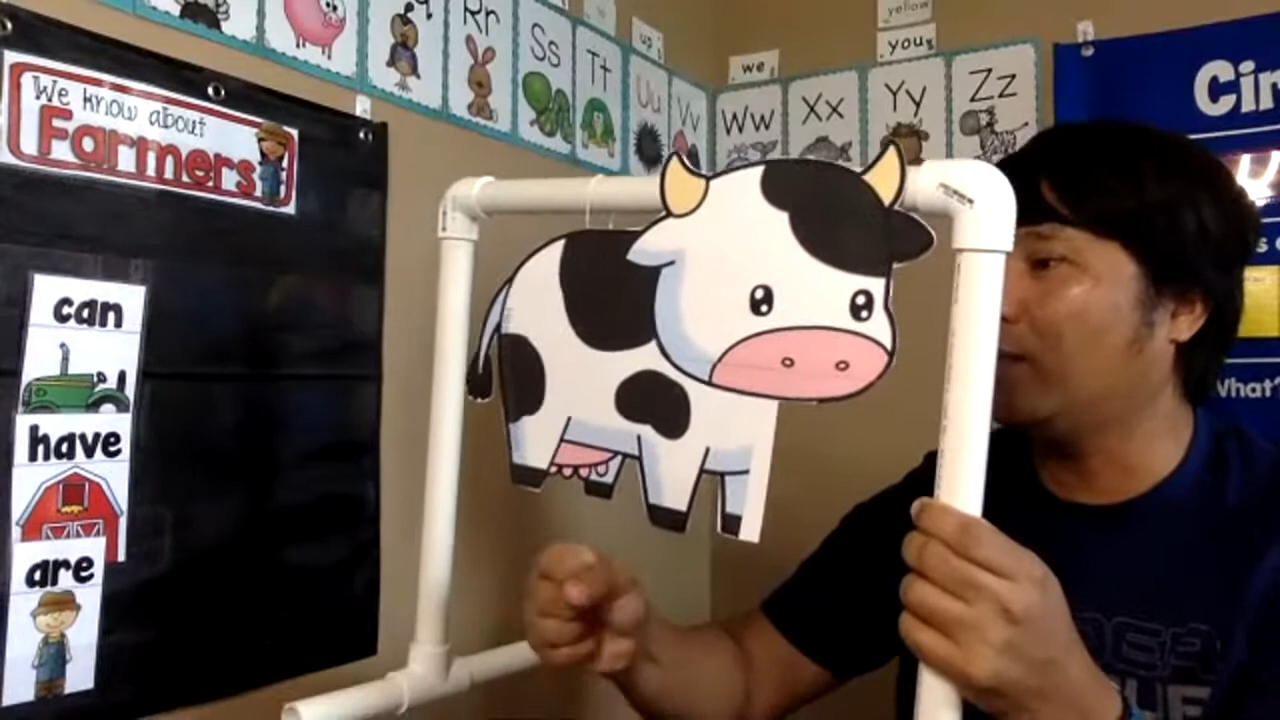 We know about
Farmers
can
have
are
Rr
Ss
Tt
Uu
Vv
Ww
Xx
Yy
Zz
up
we
yellow
you
Cir
What?